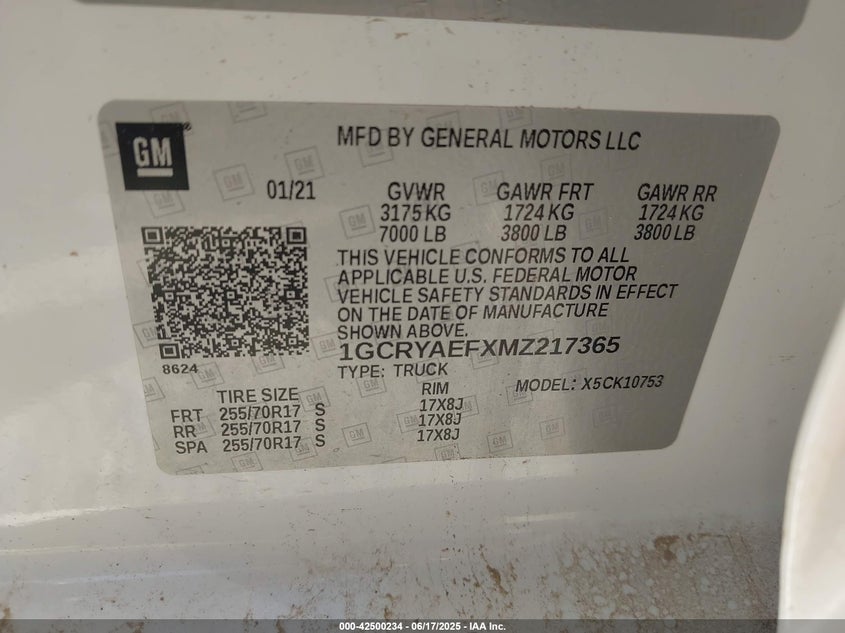 GM
®
MFD BY GENERAL MOTORS LLC
01/21 GVWR GAWR FRT GAWR RR
3175 KG 1724 KG 1724 KG
7000 LB 3800 LB 3800 LB
THIS VEHICLE CONFORMS TO ALL
APPLICABLE U.S. FEDERAL MOTOR
VEHICLE SAFETY STANDARDS IN EFFECT
ON THE DATE OF MANUFACTURE
SHOWN ABOVE.
8624
1GCRYAEFXMZ217365
TYPE: TRUCK MODEL: X5CK10753
TIRE SIZE RIM
FRT 255/70R17 S 17X8J
RR 255/70R17 S 17X8J
SPA 255/70R17 S 17X8J
000-42500234 - 06/17/2025 - IAA Inc.